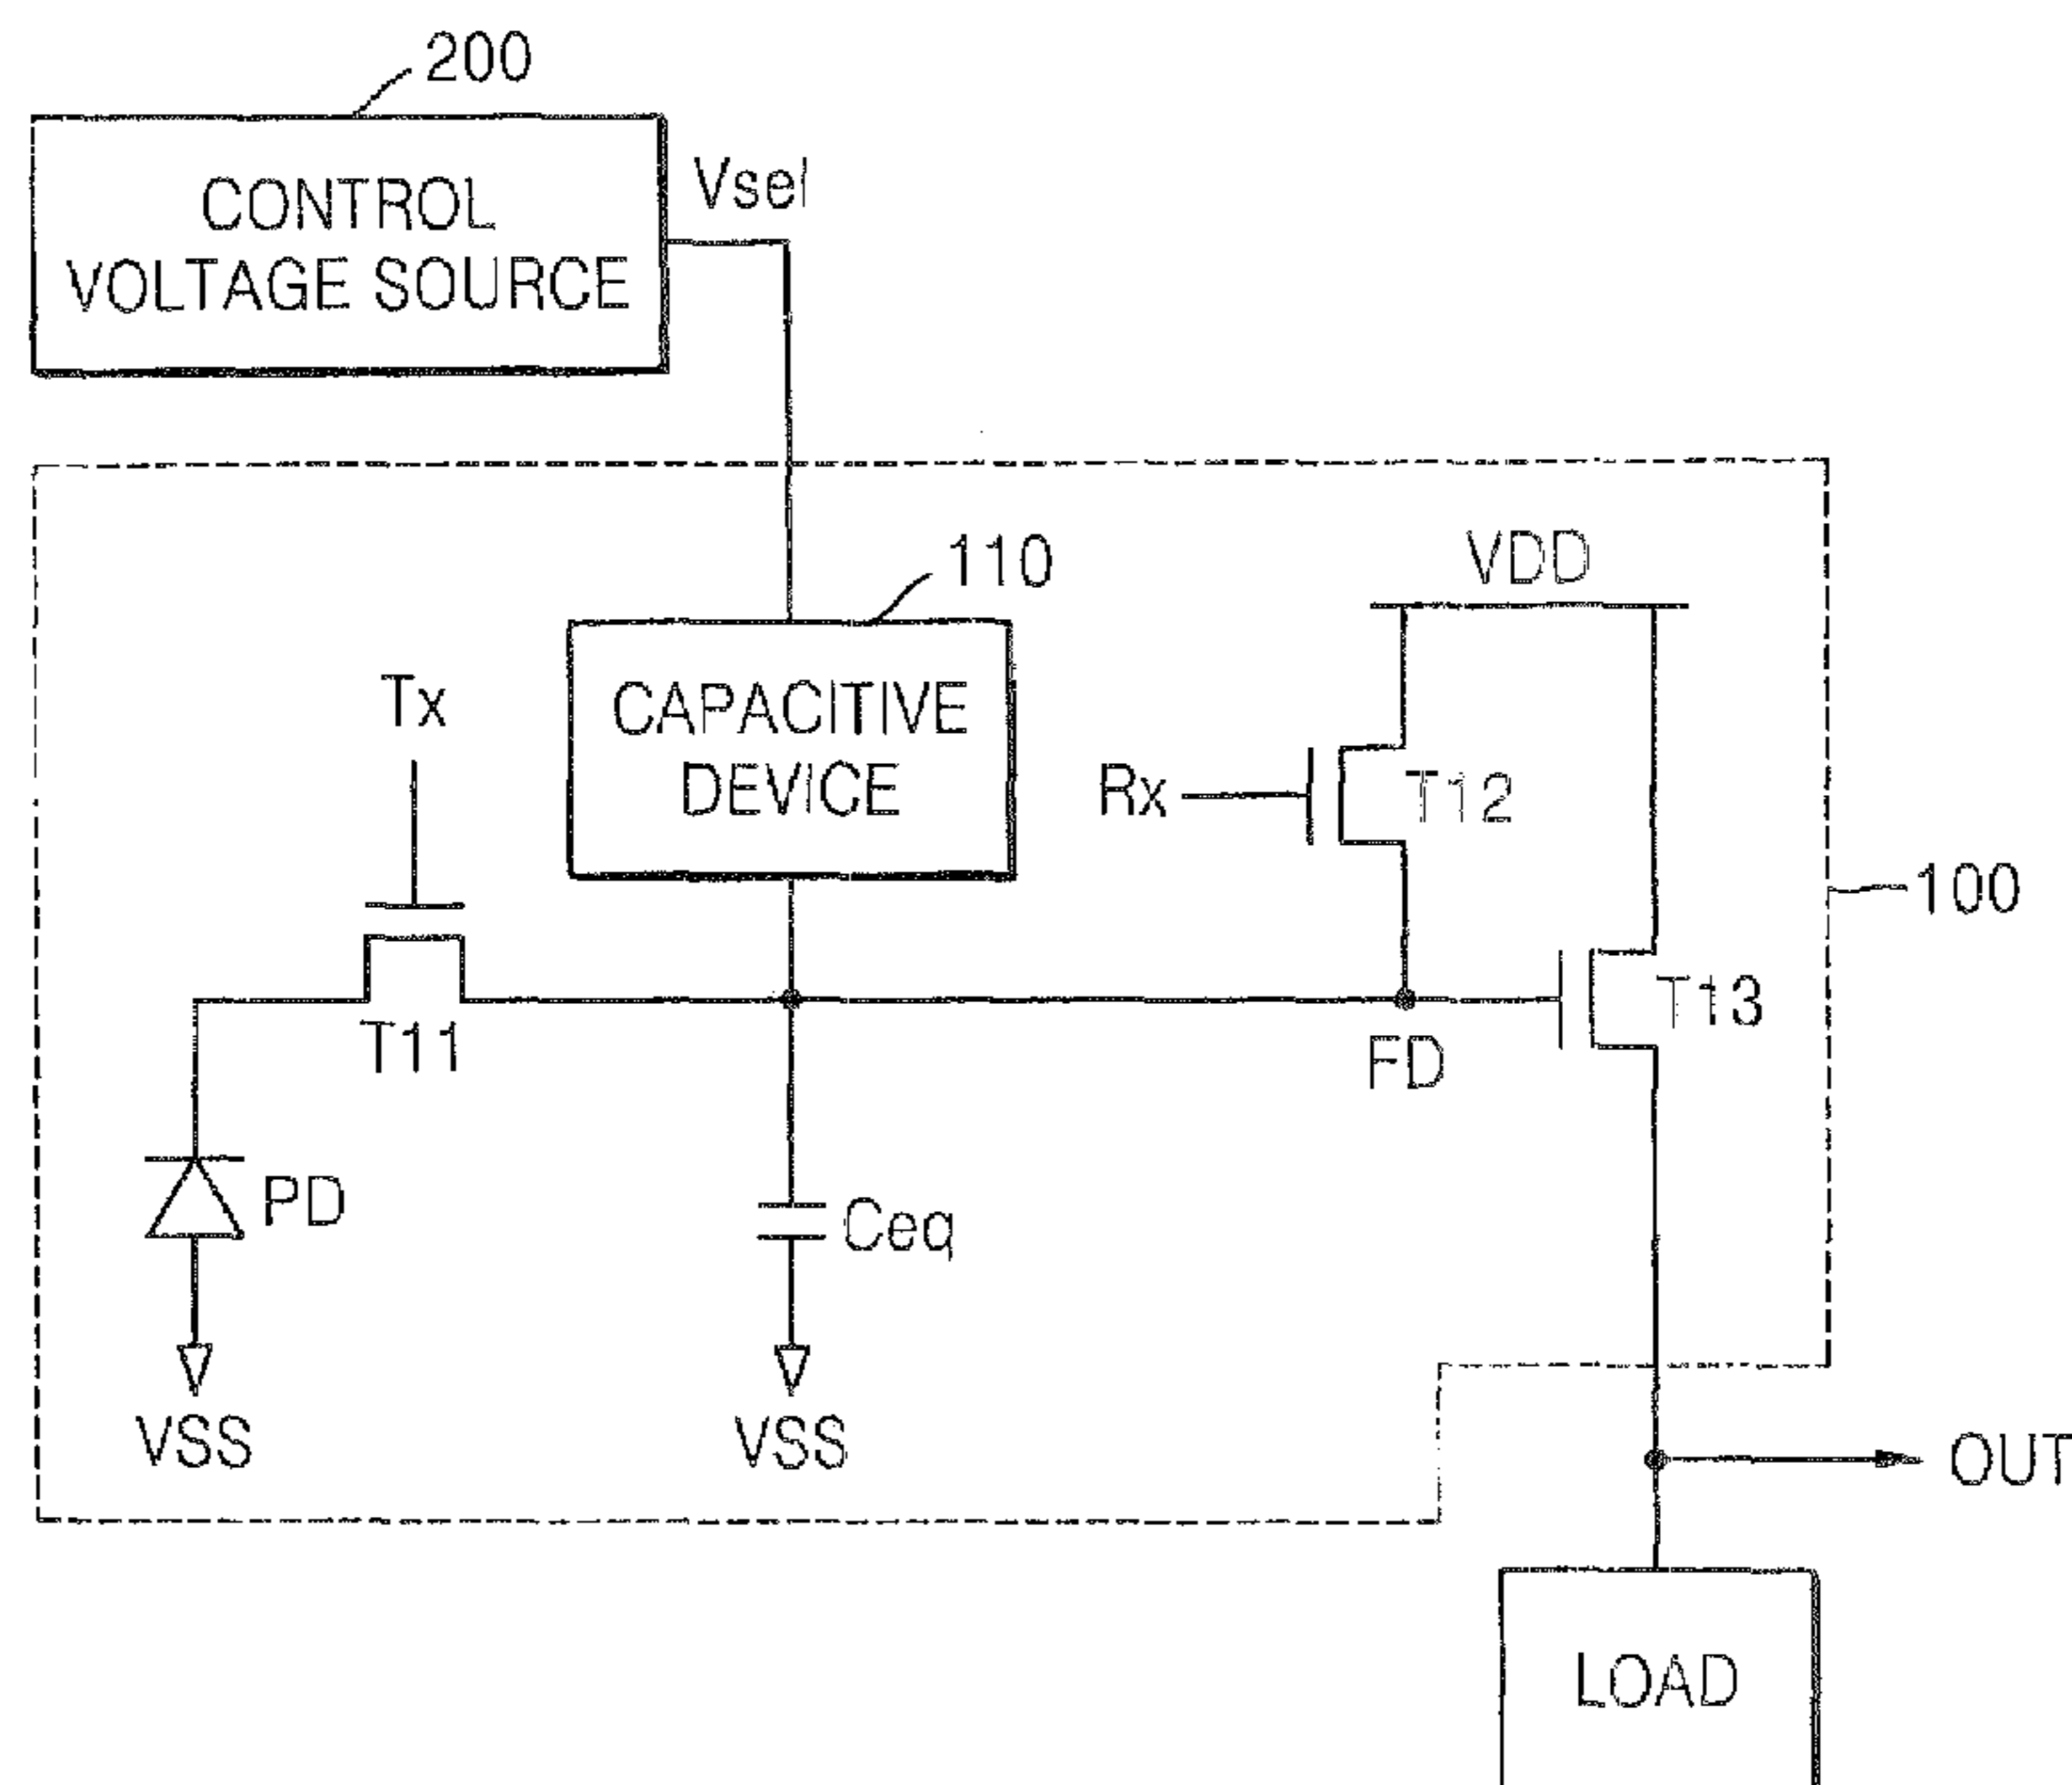 200
CONTROL
VOLTAGE SOURCE
Vsel
110
VDD
CAPACITIVE
DEVICE
Tx
Rx
T12
100
T13
T11
FD
PD
Ceq
VSS
VSS
OUT
LOAD